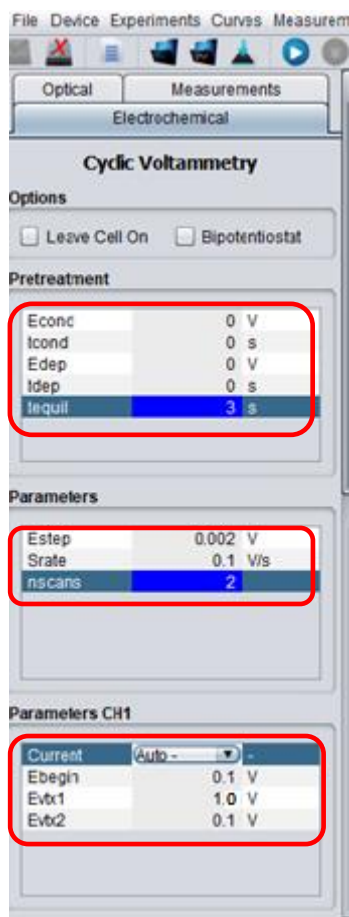 File Device Experiments Curves Measurem
Optical Measurements
Electrochemical
Cyclic Voltammetry
Options
Leave Cell On Bipotentiostat
Pretreatment
Econd 0 V
tcond 0 s
Edep 0 V
tdep 0 s
tequil 3 s
Parameters
Estep 0.002 V
Srate 0.1 V/s
nscans 2
Parameters CH1
Current Auto - -
Ebegin 0.1 V
Evtx1 1.0 V
Evtx2 0.1 V